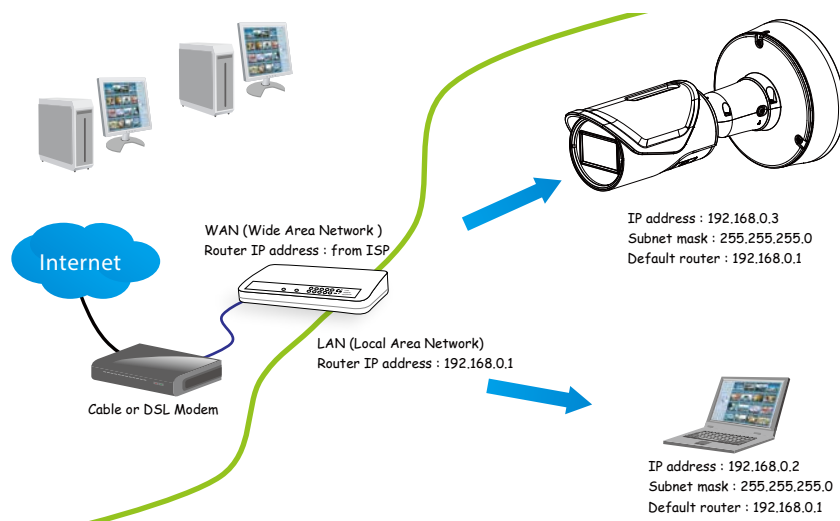 WAN (Wide Area Network )
Router IP address : from ISP
Internet
LAN (Local Area Network)
Router IP address : 192.168.0.1
Cable or DSL Modem
IP address : 192.168.0.3
Subnet mask : 255.255.255.0
Default router : 192.168.0.1
IP address : 192.168.0.2
Subnet mask : 255.255.255.0
Default router : 192.168.0.1